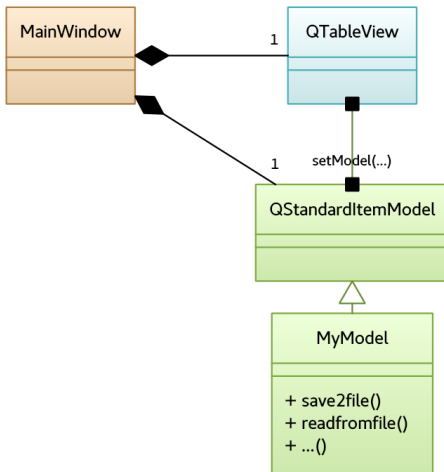 MainWindow
QTableView
1
setModel(...)
1
QStandardItemModel
MyModel
+ save2file()
+ readfromfile()
+ ...()